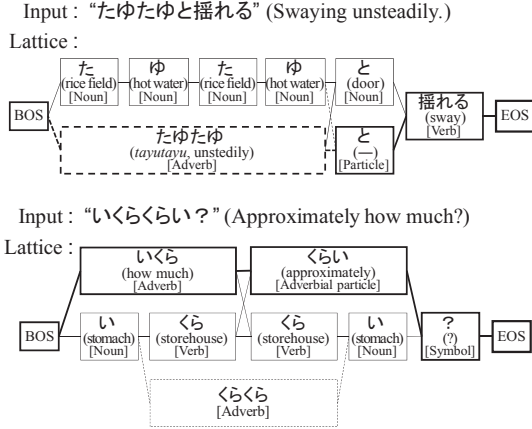 Input : “たゆたゆと揺れる” (Swaying unsteadily.)
Lattice :
た ゆ た ゆ と
(rice field) (hot water) (rice field) (hot water) (door)
[Noun] [Noun] [Noun] [Noun] [Noun]
BOS 揺れる EOS
(sway)
[Verb]
たゆたゆ と
(tayutayu, unstedily) (—)
[Adverb] [Particle]
Input : “いくらくらい？” (Approximately how much?)
Lattice :
いくら くらい
(how much) (approximately)
[Adverb] [Adverbial particle]
BOS い くら くら い ？ EOS
(stomach) (storehouse) (storehouse) (stomach) (?)
[Noun] [Verb] [Verb] [Noun] [Symbol]
くらくら
[Adverb]